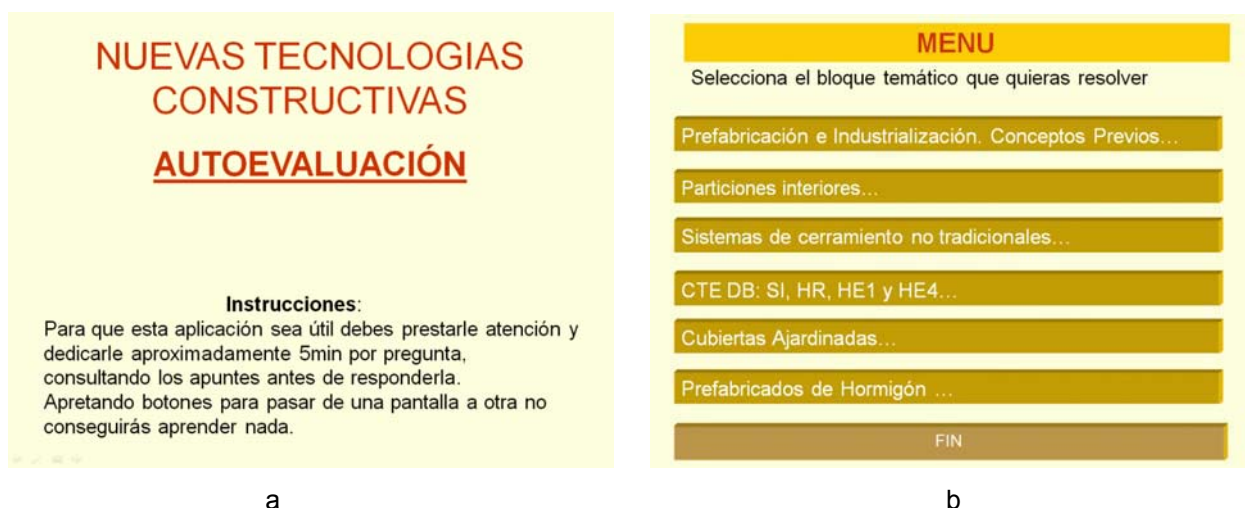 NUEVAS TECNOLOGIAS
CONSTRUCTIVAS
AUTOEVALUACIÓN
Instrucciones:
Para que esta aplicación sea útil debes prestarle atención y
dedicarle aproximadamente 5min por pregunta,
consultando los apuntes antes de responderla.
Apretando botones para pasar de una pantalla a otra no
conseguirás aprender nada.
a
MENU
Selecciona el bloque temático que quieras resolver
Prefabricación e Industrialización. Conceptos Previos...
Particiones interiores...
Sistemas de cerramiento no tradicionales...
CTE DB: SI, HR, HE1 y HE4...
Cubiertas Ajardinadas...
Prefabricados de Hormigón ...
FIN
b